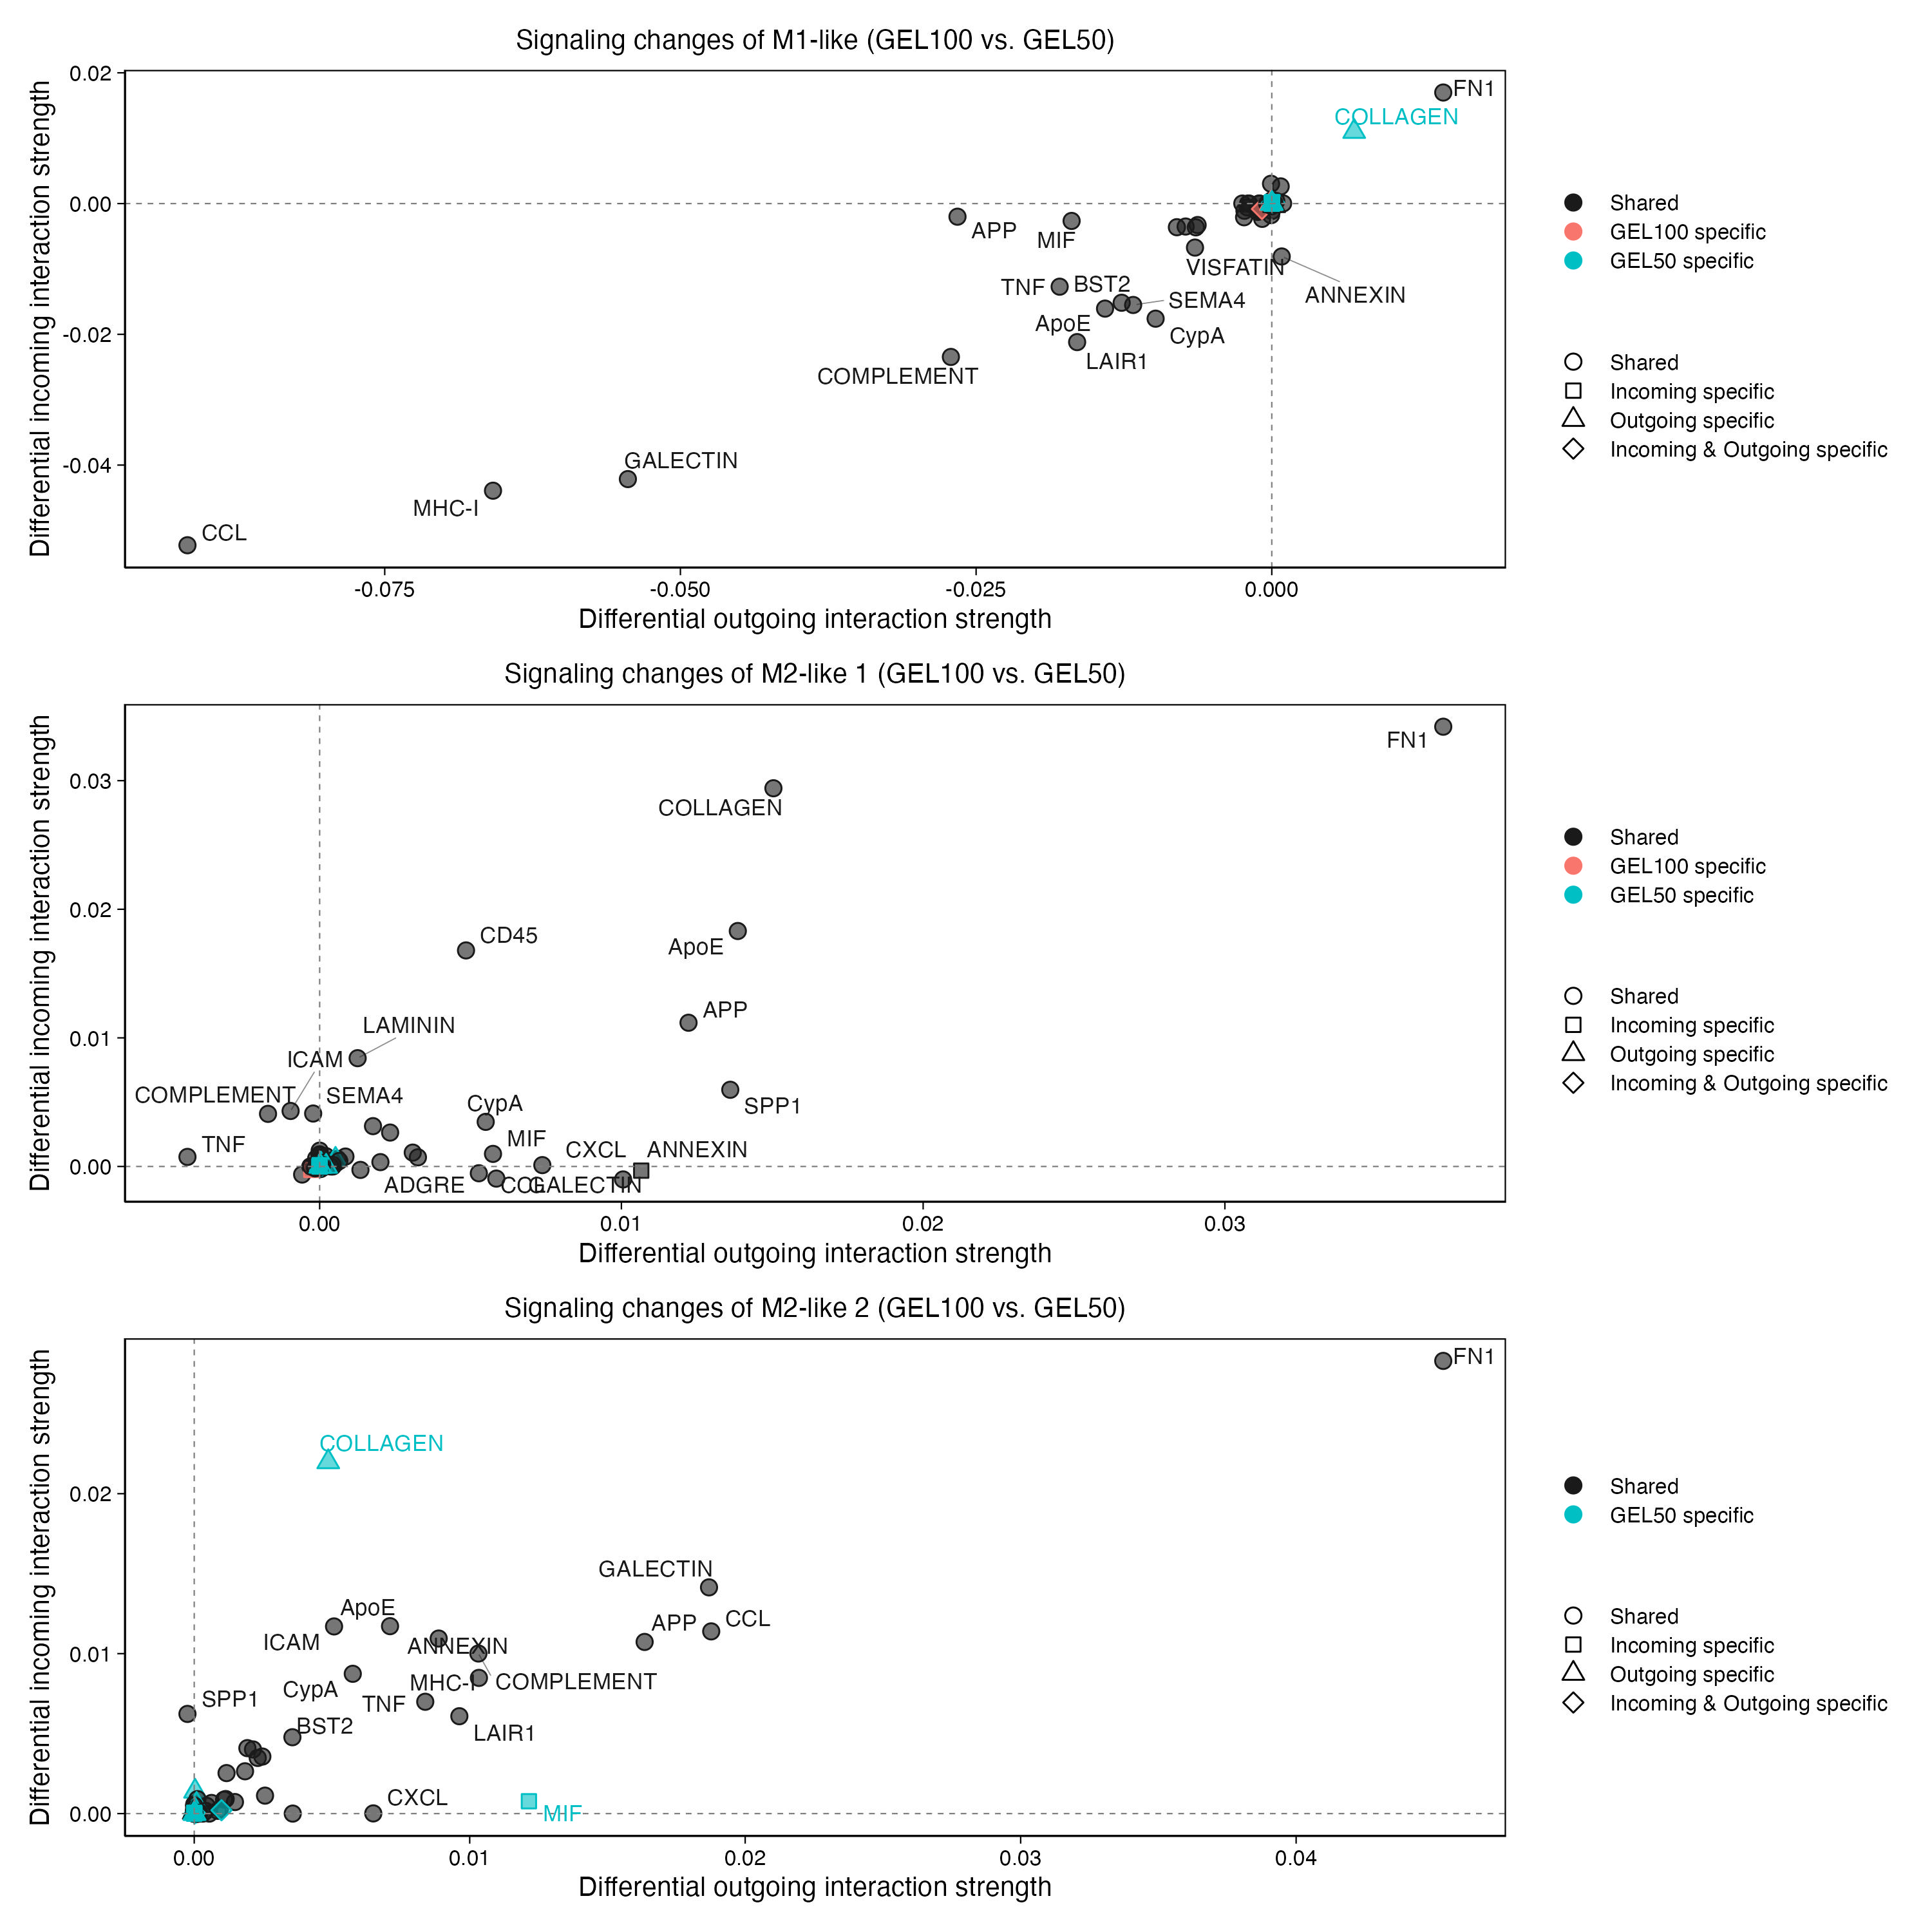 Signaling changes of M1-like (GEL100 vs. GEL50)
Differential incoming interaction strength
0.02
0.00
-0.02
-0.04
FN1
COLLAGEN
APP
MIF
VISFATIN
ANNEXIN
TNF
BST2
SEMA4
ApoE
CypA
LAIR1
COMPLEMENT
GALECTIN
MHC-I
CCL
-0.075
-0.050
-0.025
0.000
Differential outgoing interaction strength
Shared
GEL100 specific
GEL50 specific
Shared
Incoming specific
Outgoing specific
Incoming & Outgoing specific
Signaling changes of M2-like 1 (GEL100 vs. GEL50)
Differential incoming interaction strength
0.03
0.02
0.01
0.00
FN1
COLLAGEN
CD45
ApoE
APP
LAMININ
ICAM
COMPLEMENT
SEMA4
SPP1
CypA
TNF
MIF
CXCL
ANNEXIN
ADGRE
CCL
GALECTIN
0.00
0.01
0.02
0.03
Differential outgoing interaction strength
Shared
GEL100 specific
GEL50 specific
Shared
Incoming specific
Outgoing specific
Incoming & Outgoing specific
Signaling changes of M2-like 2 (GEL100 vs. GEL50)
Differential incoming interaction strength
0.02
0.01
0.00
FN1
COLLAGEN
GALECTIN
ApoE
APP
CCL
ICAM
ANNEXIN
CypA
MHC-I
COMPLEMENT
SPP1
TNF
BST2
LAIR1
CXCL
MIF
0.00
0.01
0.02
0.03
0.04
Differential outgoing interaction strength
Shared
GEL50 specific
Shared
Incoming specific
Outgoing specific
Incoming & Outgoing specific